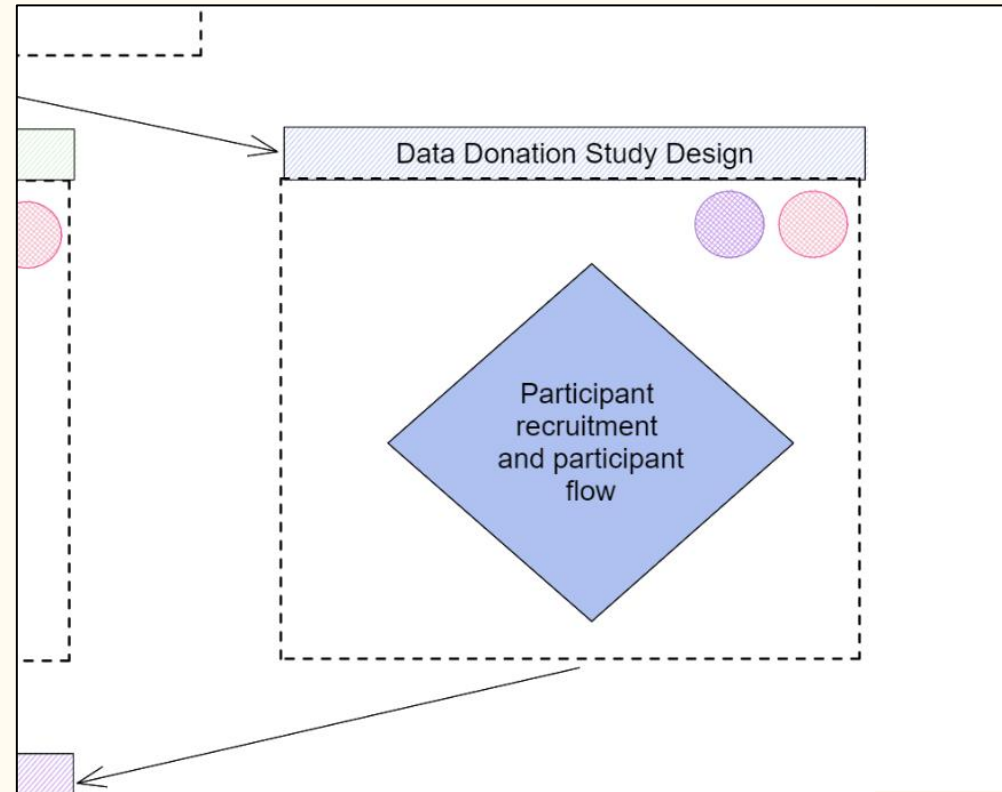 Data Donation Study Design
Participant
recruitment
and participant
flow